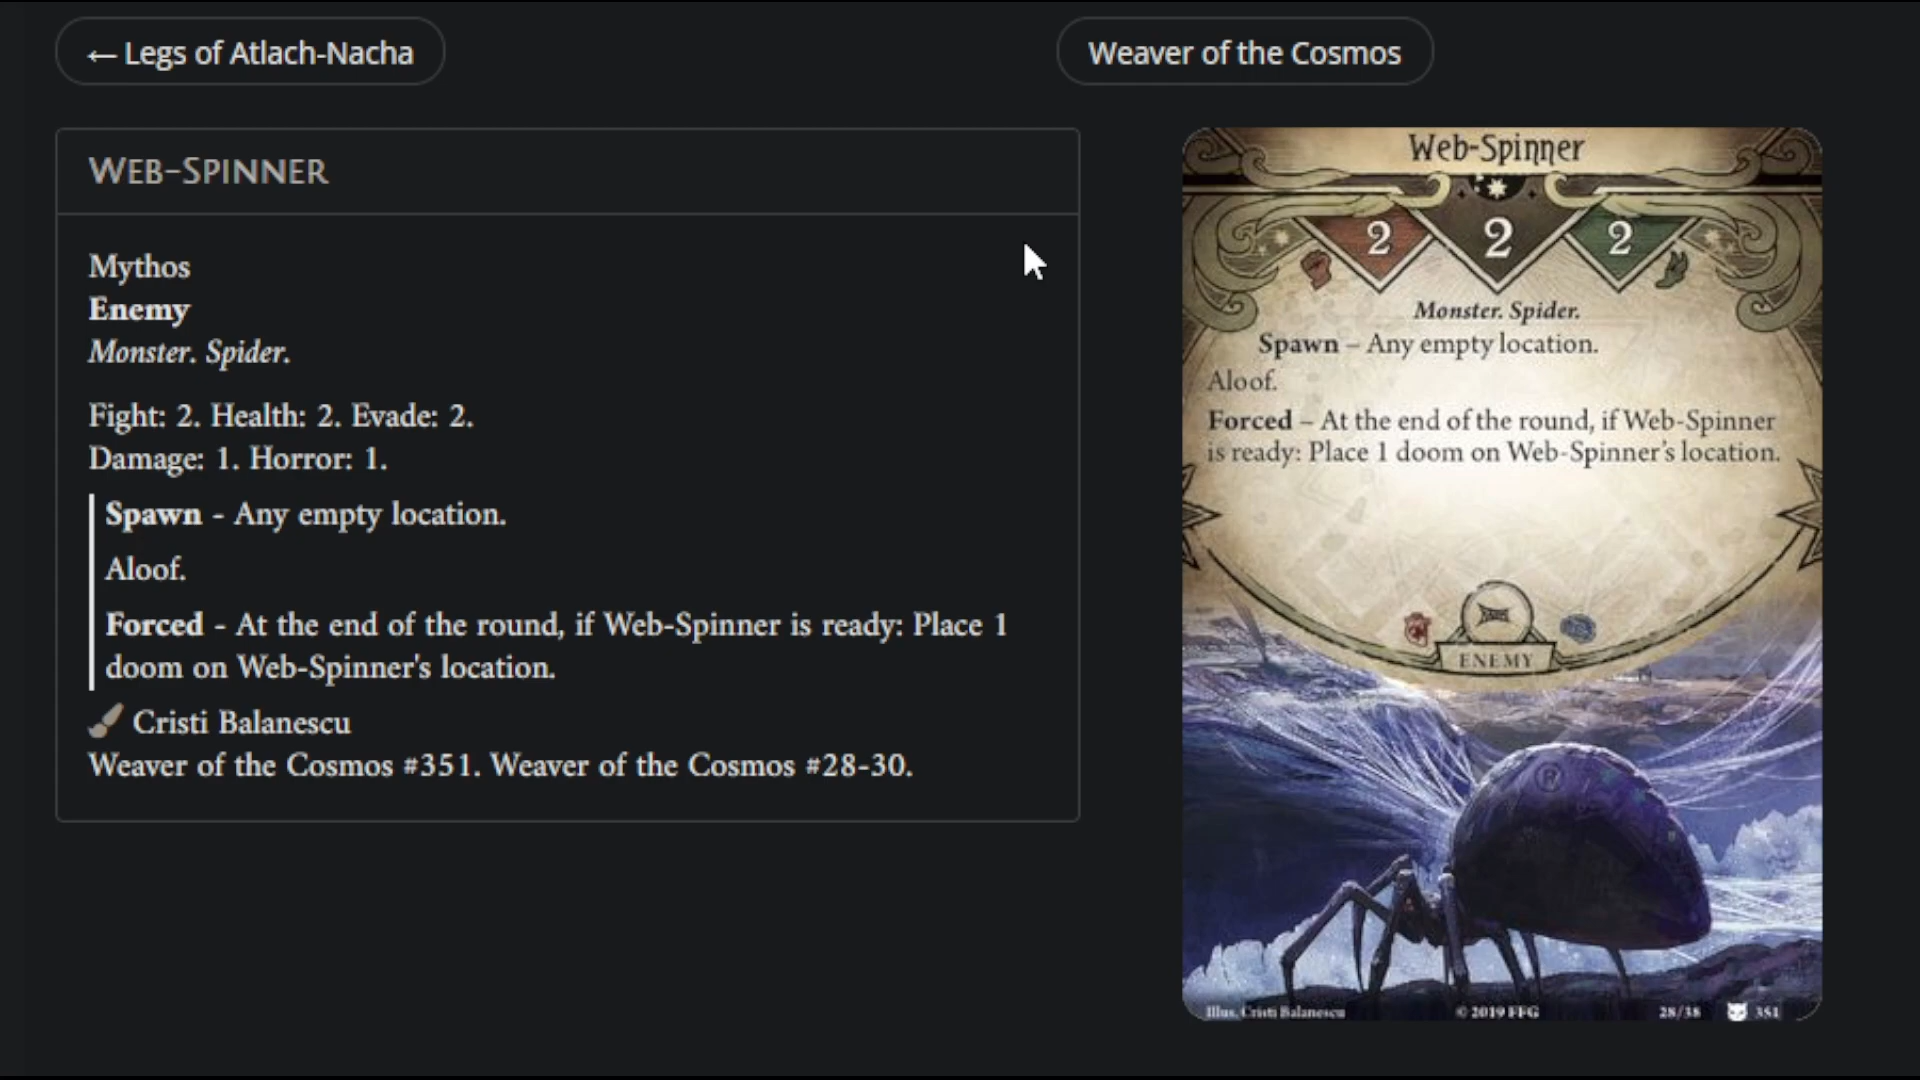 ← Legs of Atlach-Nacha
Weaver of the Cosmos
WEB-SPINNER
Mythos
Enemy
Monster. Spider.
Fight: 2. Health: 2. Evade: 2.
Damage: 1. Horror: 1.
Spawn - Any empty location.
Aloof.
Forced - At the end of the round, if Web-Spinner is ready: Place 1
doom on Web-Spinner's location.
Cristi Balanescu
Weaver of the Cosmos #351. Weaver of the Cosmos #28-30.
Web-Spinner
2 2 2
Monster. Spider.
Spawn – Any empty location.
Aloof.
Forced – At the end of the round, if Web-Spinner
is ready: Place 1 doom on Web-Spinner's location.
ENEMY
Illus. Cristi Balanescu © 2019 FFG 28/38 351